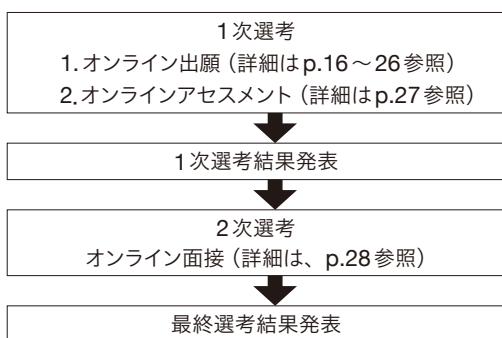 1次選考
1.オンライン出願（詳細はp.16～26参照）
2.オンラインアセスメント（詳細はp.27参照）
1次選考結果発表
2次選考
オンライン面接（詳細は、p.28参照）
最終選考結果発表